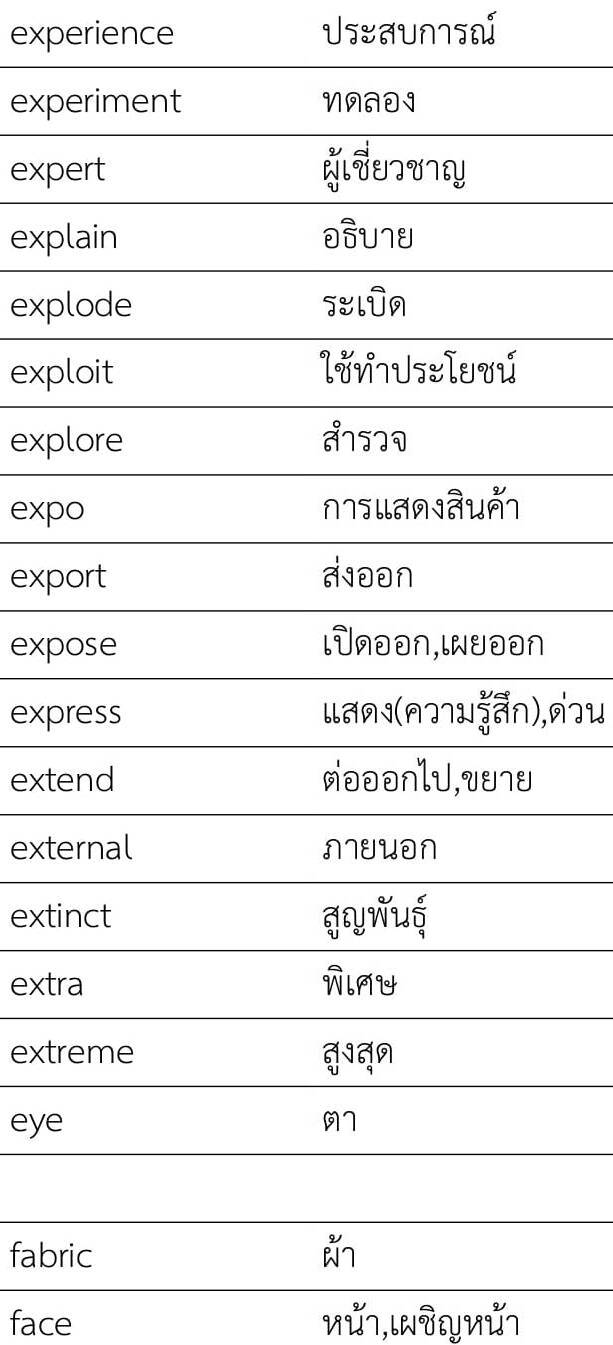 experience ประสบการณ์
experiment ทดลอง
expert ผู้เชี่ยวชาญ
explain อธิบาย
explode ระเบิด
exploit ใช้ทำประโยชน์
explore สำรวจ
expo การแสดงสินค้า
export ส่งออก
expose เปิดออก,เผยออก
express แสดง(ความรู้สึก),ด่วน
extend ต่อออกไป,ขยาย
external ภายนอก
extinct สูญพันธุ์
extra พิเศษ
extreme สูงสุด
eye ตา
fabric ผ้า
face หน้า,เผชิญหน้า